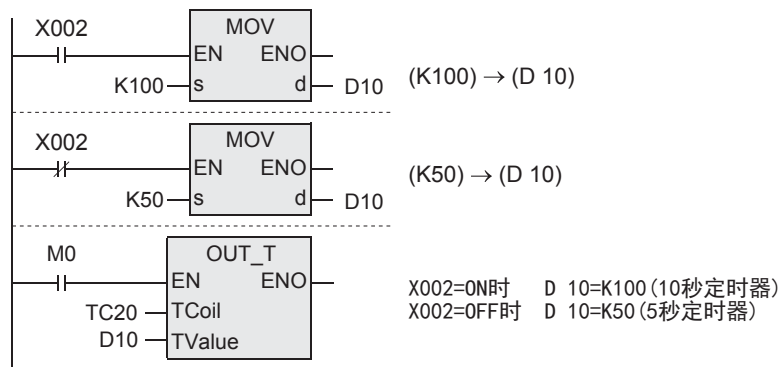 X002
MOV
EN ENO
K100 s d D10
(K100) → (D 10)
X002
MOV
EN ENO
K50 s d D10
(K50) → (D 10)
M0
OUT_T
EN ENO
TC20 TCoil
D10 TValue
X002=ON时 D 10=K100(10秒定时器)
X002=OFF时 D 10=K50(5秒定时器)